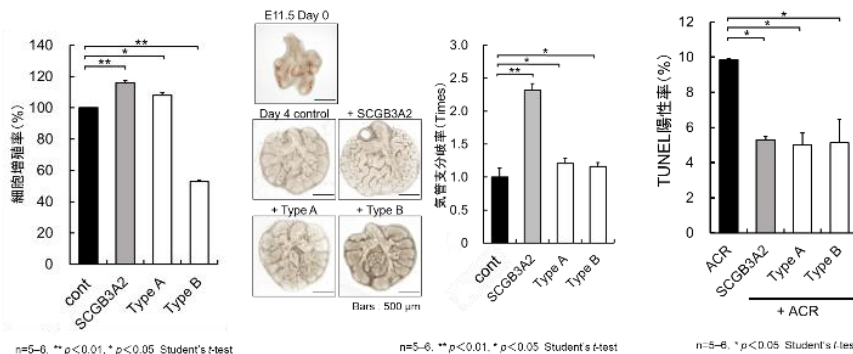 細胞増殖率(%)
140
120
100
80
60
40
20
0
**
*
**
cont
SCGB3A2
Type A
Type B
n=5–6. ** p<0.01, * p<0.05 Student's t-test
E11.5 Day 0
Day 4 control
+ SCGB3A2
+ Type A
+ Type B
Bars : 500 μm
気管支分岐率(Times)
3.0
2.5
2.0
1.5
1.0
0.5
0.0
*
*
**
cont
SCGB3A2
Type A
Type B
n=5–6. ** p<0.01, * p<0.05 Student's t-test
TUNEL陽性率(%)
12
10
8
6
4
2
0
*
*
*
ACR
SCGB3A2
Type A
Type B
+ ACR
n=5–6. * p<0.05 Student's t-test